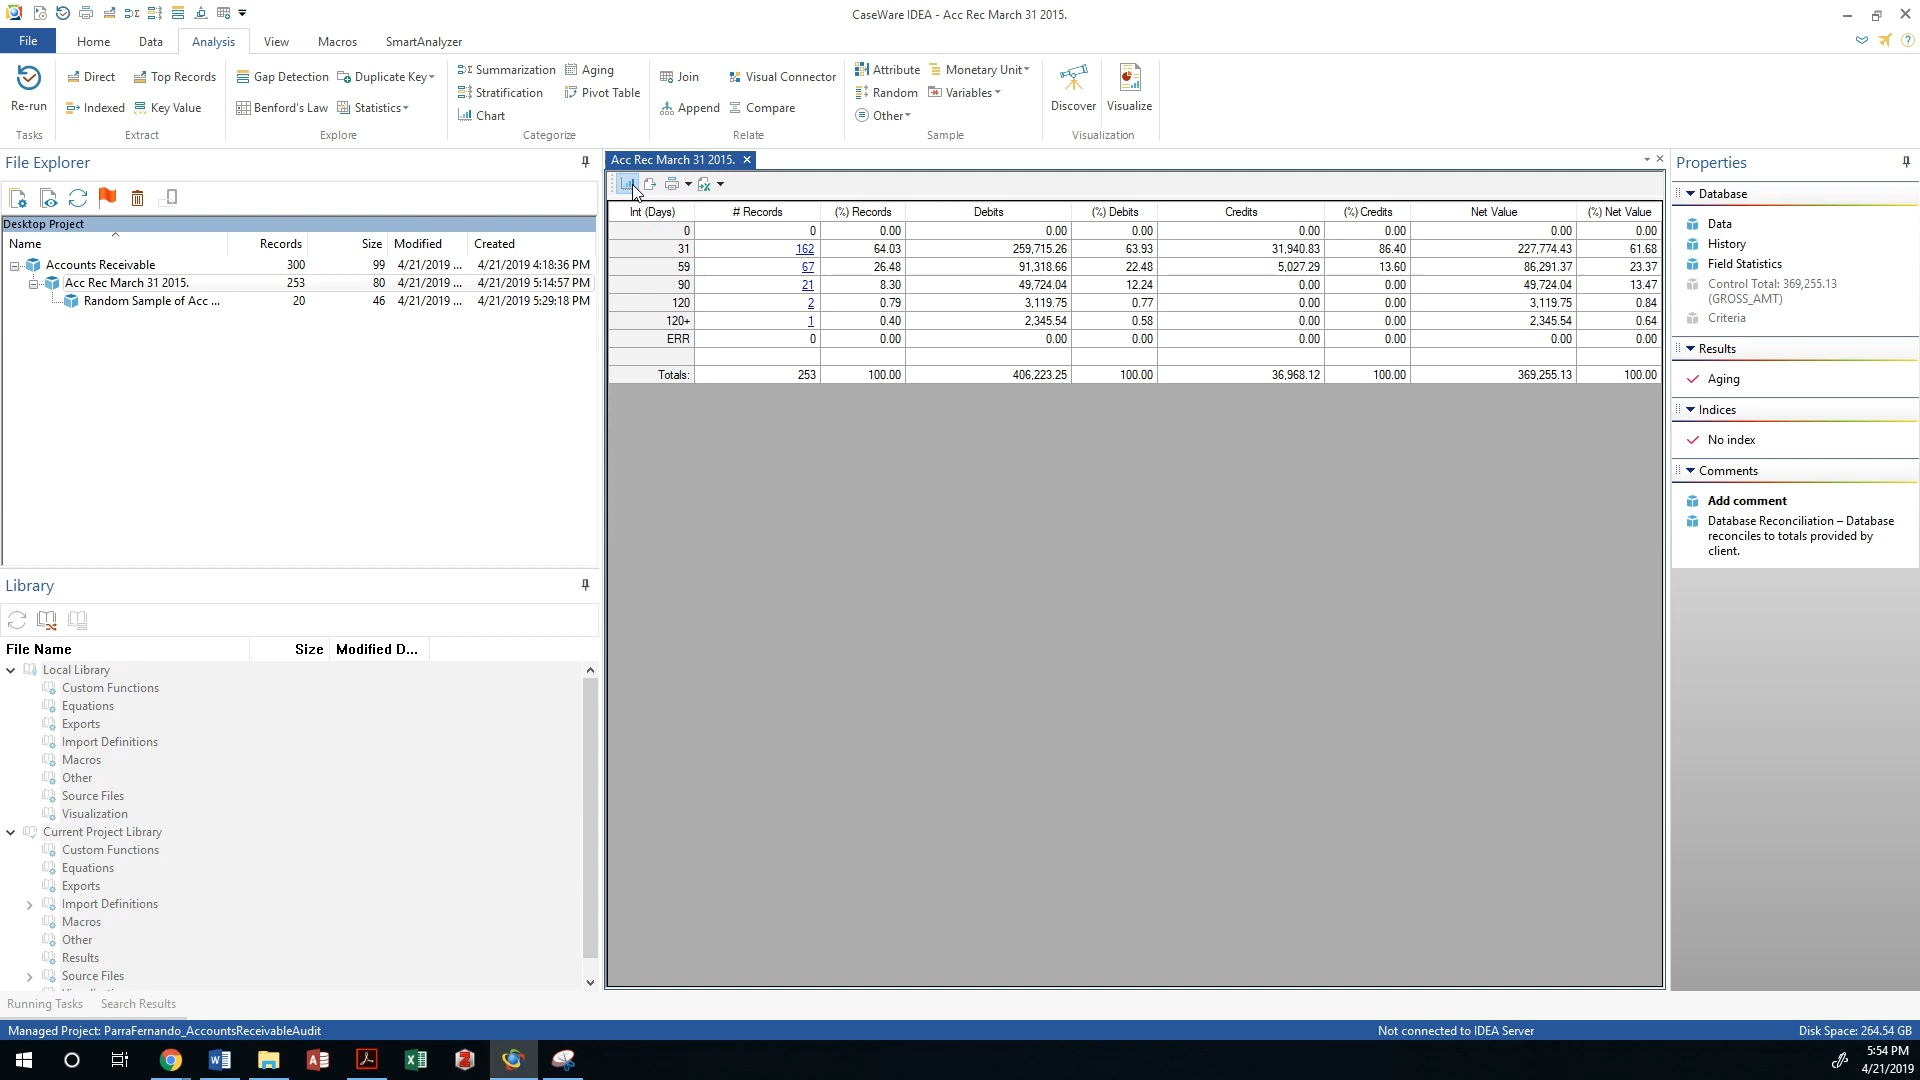 CaseWare IDEA - Acc Rec March 31 2015.
File Home Data Analysis View Macros SmartAnalyzer
Direct Top Records Gap Detection Duplicate Key Summarization Aging Join Visual Connector Attribute Monetary Unit
Stratification Pivot Table Random Variables
Re-run Indexed Key Value Benford's Law Statistics Chart Append Compare Other Discover Visualize
Tasks Extract Explore Categorize Relate Sample Visualization
File Explorer
Desktop Project
Name Records Size Modified Created
Accounts Receivable 300 99 4/21/2019 ... 4/21/2019 4:18:36 PM
Acc Rec March 31 2015. 253 80 4/21/2019 ... 4/21/2019 5:14:57 PM
Random Sample of Acc ... 20 46 4/21/2019 ... 4/21/2019 5:29:18 PM
Library
File Name Size Modified D...
Local Library
Custom Functions
Equations
Exports
Import Definitions
Macros
Other
Source Files
Visualization
Current Project Library
Custom Functions
Equations
Exports
Import Definitions
Macros
Other
Results
Source Files
Running Tasks Search Results
Acc Rec March 31 2015.
Int (Days) # Records (%) Records Debits (%) Debits Credits (%) Credits Net Value (%) Net Value
0 0 0.00 0.00 0.00 0.00 0.00 0.00 0.00
31 162 64.03 259,715.26 63.93 31,940.83 86.40 227,774.43 61.68
59 67 26.48 91,318.66 22.48 5,027.29 13.60 86,291.37 23.37
90 21 8.30 49,724.04 12.24 0.00 0.00 49,724.04 13.47
120 2 0.79 3,119.75 0.77 0.00 0.00 3,119.75 0.84
120+ 1 0.40 2,345.54 0.58 0.00 0.00 2,345.54 0.64
ERR 0 0.00 0.00 0.00 0.00 0.00 0.00 0.00
Totals: 253 100.00 406,223.25 100.00 36,968.12 100.00 369,255.13 100.00
Properties
Database
Data
History
Field Statistics
Control Total: 369,255.13
(GROSS_AMT)
Criteria
Results
Aging
Indices
No index
Comments
Add comment
Database Reconciliation – Database
reconciles to totals provided by
client.
Managed Project: ParraFernando_AccountsReceivableAudit Not connected to IDEA Server Disk Space: 264.54 GB
5:54 PM
4/21/2019